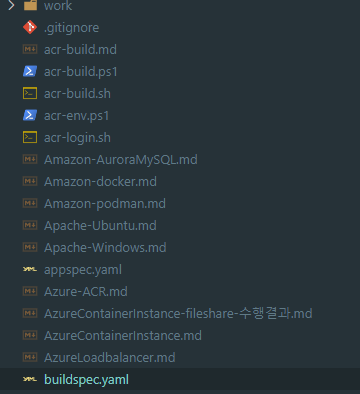 work
.gitignore
acr-build.md
acr-build.ps1
acr-build.sh
acr-env.ps1
acr-login.sh
Amazon-AuroraMySQL.md
Amazon-docker.md
Amazon-podman.md
Apache-Ubuntu.md
Apache-Windows.md
appspec.yaml
Azure-ACR.md
AzureContainerInstance-fileshare-수행결과.md
AzureContainerInstance.md
AzureLoadbalancer.md
buildspec.yaml